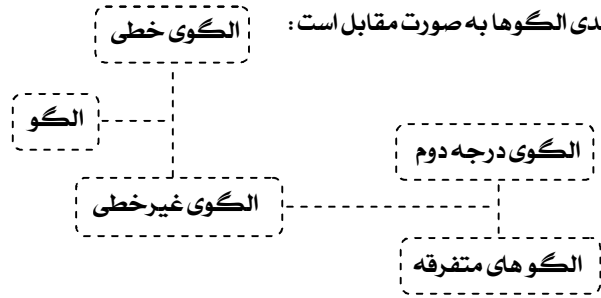 دی الگوها به صورت مقابل است :
الگوی خطی
الگو
الگوی درجه دوم
الگوی غیرخطی
الگو های متفرقه